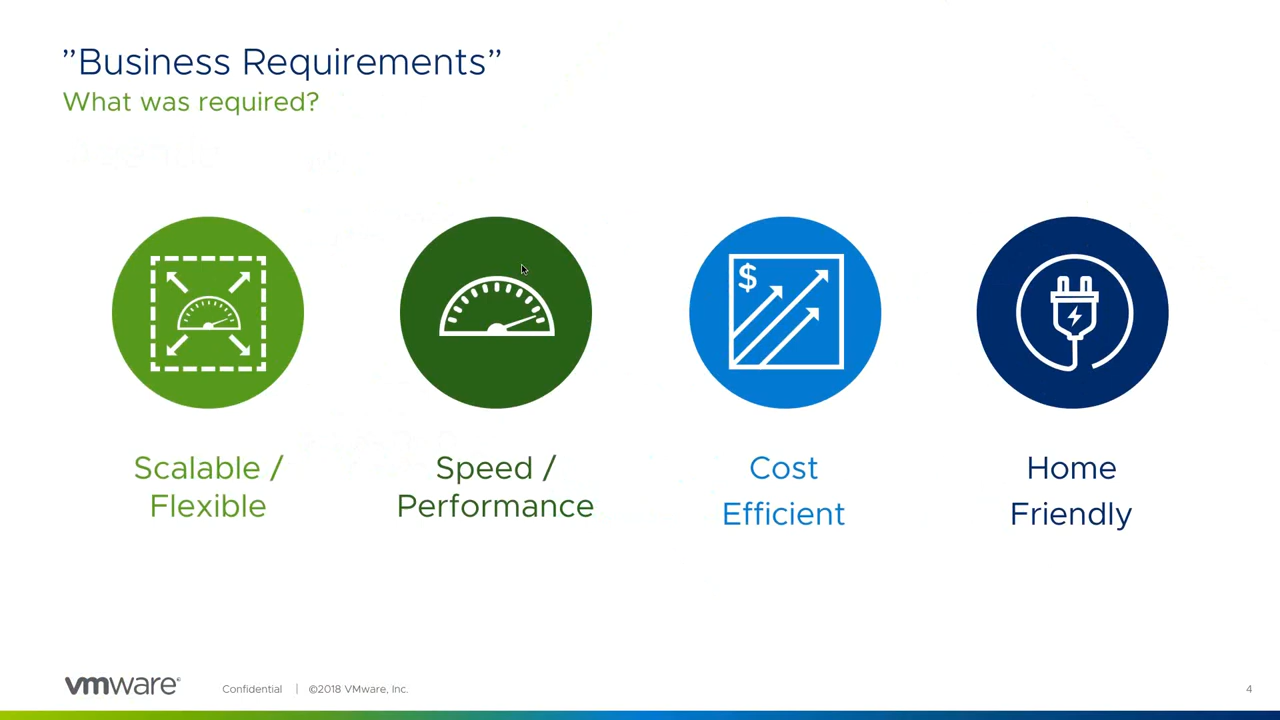 ”Business Requirements”
What was required?
$
Scalable /
Flexible
Speed /
Performance
Cost
Efficient
Home
Friendly
vmware®
Confidential | ©2018 VMware, Inc.
4